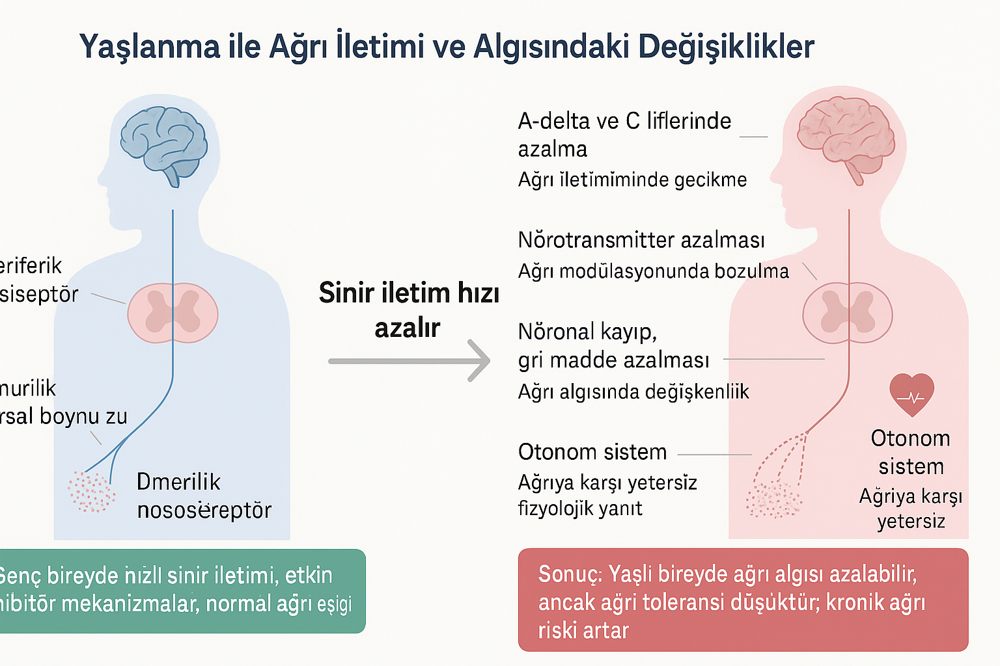 Yaşlanma ile Ağrı İletimi ve Algısındaki Değişiklikler
eriferik
siseptör
murilik
rsal boynu zu
Dmerilik
nososëreptör
Genç bireyde hızlı sinir iletimi, etkin
nibitör mekanizmalar, normal ağrı eşigi
Sinir iletim hızı
azalır
A-delta ve C liflerinde
azalma
Ağrı iletimiminde gecikme
Nörotransmitter azalması
Ağrı modülasyonunda bozulma
Nöronal kayıp,
gri madde azalması
Ağrı algısında değişkenliik
Otonom sistem
Ağrıya karşı yetersiz
fizyolojik yanıt
Otonom
sistem
Ağriya karşı
yetersiz
Sonuç: Yaşli bireyde ağrı algısı azalabilir,
ancak ağri toleransi düşüktür; kronik ağrı
riski artar